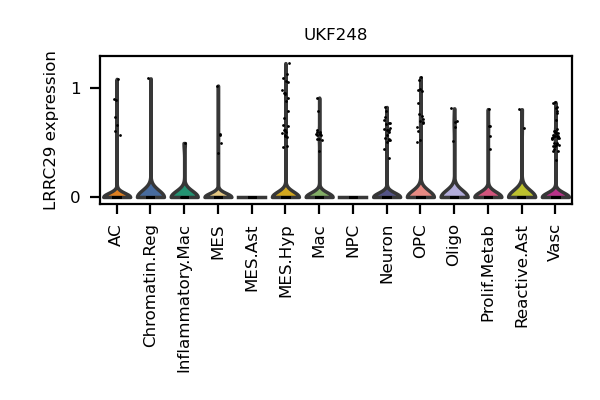 UKF248
LRRC29 expression
1
0
AC
Chromatin.Reg
Inflammatory.Mac
MES
MES.Ast
MES.Hyp
Mac
NPC
Neuron
OPC
Oligo
Prolif.Metab
Reactive.Ast
Vasc